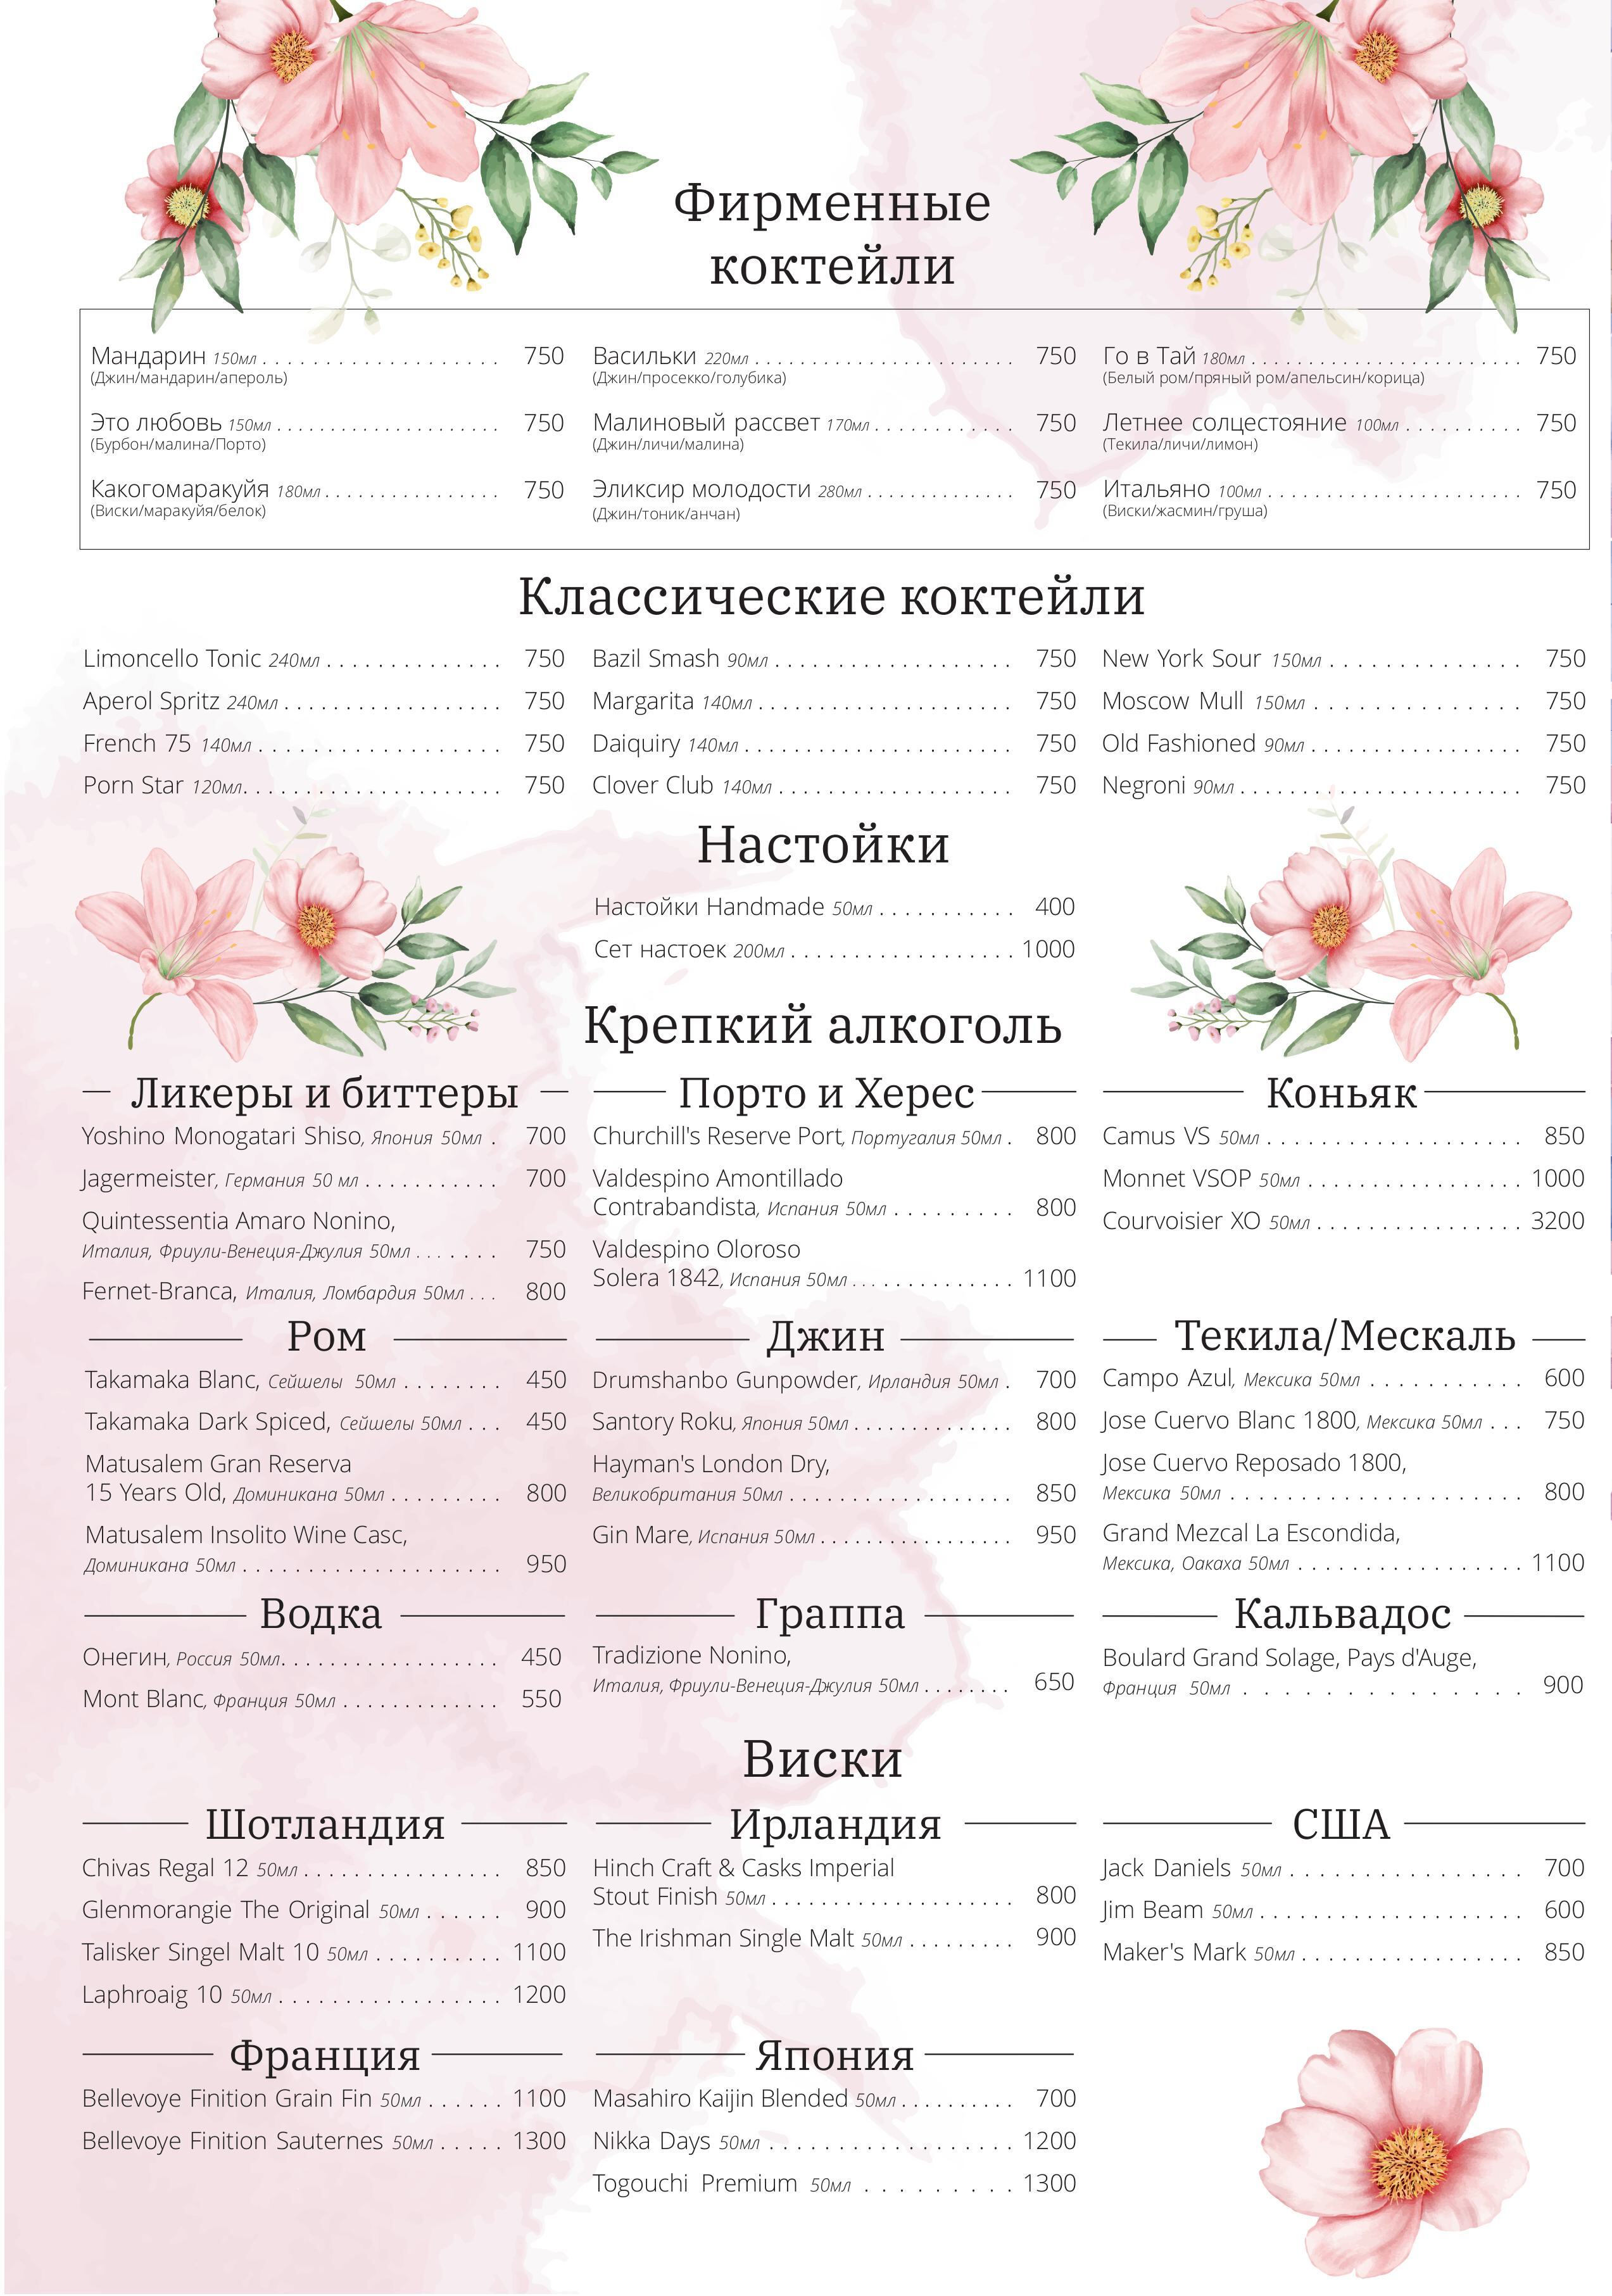 Фирменные
коктейли
Мандарин 150мл . . . . . . . . . . . . . . . . . . . 750
(Джин/мандарин/апероль)
Это любовь 150мл . . . . . . . . . . . . . . . . . . . . . 750
(Бурбон/малина/Порто)
Какогомаракуйя 180мл . . . . . . . . . . . . . . . . 750
(Виски/маракуйя/белок)
Васильки 220мл . . . . . . . . . . . . . . . . . . . . . . . . 750
(Джин/просекко/голубика)
Малиновый рассвет 170мл . . . . . . . . . . . . 750
(Джин/личи/малина)
Эликсир молодости 280мл . . . . . . . . . . . . . . 750
(Джин/тоник/анчан)
Го в Тай 180мл . . . . . . . . . . . . . . . . . . . . . . . . . 750
(Белый ром/пряный ром/апельсин/корица)
Летнее солцестояние 100мл . . . . . . . . . . 750
(Текила/личи/лимон)
Итальяно 100мл . . . . . . . . . . . . . . . . . . . . . . 750
(Виски/жасмин/груша)
Классические коктейли
Limoncello Tonic 240мл . . . . . . . . . . . . . . 750
Aperol Spritz 240мл . . . . . . . . . . . . . . . . . . 750
French 75 140мл . . . . . . . . . . . . . . . . . . . 750
Porn Star 120мл. . . . . . . . . . . . . . . . . . . . . 750
Bazil Smash 90мл . . . . . . . . . . . . . . . . . . . 750
Margarita 140мл . . . . . . . . . . . . . . . . . . . . . 750
Daiquiry 140мл . . . . . . . . . . . . . . . . . . . . . . 750
Clover Club 140мл . . . . . . . . . . . . . . . . . . . 750
New York Sour 150мл . . . . . . . . . . . . . . . 750
Moscow Mull 150мл . . . . . . . . . . . . . . 750
Old Fashioned 90мл . . . . . . . . . . . . . . . . . 750
Negroni 90мл . . . . . . . . . . . . . . . . . . . . . . 750
Настойки
Настойки Handmade 50мл . . . . . . . . . . . 400
Сет настоек 200мл . . . . . . . . . . . . . . . . . . 1000
Крепкий алкоголь
Ликеры и биттеры
Yoshino Monogatari Shiso, Япония 50мл . 700
Jagermeister, Германия 50 мл . . . . . . . . . . . 700
Quintessentia Amaro Nonino,
Италия, Фриули-Венеция-Джулия 50мл . . . . . . . 750
Fernet-Branca, Италия, Ломбардия 50мл . . . 800
Порто и Херес
Churchill's Reserve Port, Португалия 50мл . 800
Valdespino Amontillado
Contrabandista, Испания 50мл . . . . . . . . . 800
Valdespino Oloroso
Solera 1842, Испания 50мл . . . . . . . . . . . . . . 1100
Коньяк
Camus VS 50мл . . . . . . . . . . . . . . . . . . . . 850
Monnet VSOP 50мл . . . . . . . . . . . . . . . . . 1000
Courvoisier XO 50мл . . . . . . . . . . . . . . . . 3200
Ром
Takamaka Blanc, Сейшелы 50мл . . . . . . . . 450
Takamaka Dark Spiced, Сейшелы 50мл . . . 450
Matusalem Gran Reserva
15 Years Old, Доминикана 50мл . . . . . . . . . 800
Matusalem Insolito Wine Casc,
Доминикана 50мл . . . . . . . . . . . . . . . . . . . . 950
Джин
Drumshanbo Gunpowder, Ирландия 50мл . 700
Santory Roku, Япония 50мл . . . . . . . . . . . . . . 800
Hayman's London Dry,
Великобритания 50мл . . . . . . . . . . . . . . . . . . 850
Gin Mare, Испания 50мл . . . . . . . . . . . . . . . . . 950
Текила/Мескаль
Campo Azul, Мексика 50мл . . . . . . . . . . . 600
Jose Cuervo Blanc 1800, Мексика 50мл . . . 750
Jose Cuervo Reposado 1800,
Мексика 50мл . . . . . . . . . . . . . . . . . . . . . . 800
Grand Mezcal La Escondida,
Мексика, Оакаха 50мл . . . . . . . . . . . . . . . . . 1100
Водка
Онегин, Россия 50мл. . . . . . . . . . . . . . . . . . 450
Mont Blanc, Франция 50мл . . . . . . . . . . . . . 550
Граппа
Tradizione Nonino,
Италия, Фриули-Венеция-Джулия 50мл . . . . . . . . 650
Кальвадос
Boulard Grand Solage, Pays d'Auge,
Франция 50мл . . . . . . . . . . . . . . 900
Виски
Шотландия
Chivas Regal 12 50мл . . . . . . . . . . . . . . . . 850
Glenmorangie The Original 50мл . . . . . . 900
Talisker Singel Malt 10 50мл . . . . . . . . . . 1100
Laphroaig 10 50мл . . . . . . . . . . . . . . . . . 1200
Ирландия
Hinch Craft & Casks Imperial
Stout Finish 50мл . . . . . . . . . . . . . . . . . . . 800
The Irishman Single Malt 50мл . . . . . . . . . 900
США
Jack Daniels 50мл . . . . . . . . . . . . . . . . . . 700
Jim Beam 50мл . . . . . . . . . . . . . . . . . . . . 600
Maker's Mark 50мл . . . . . . . . . . . . . . . . . 850
Франция
Bellevoye Finition Grain Fin 50мл . . . . . . 1100
Bellevoye Finition Sauternes 50мл . . . . . 1300
Япония
Masahiro Kaijin Blended 50мл . . . . . . . . . . 700
Nikka Days 50мл . . . . . . . . . . . . . . . . . . 1200
Togouchi Premium 50мл . . . . . . . . . 1300